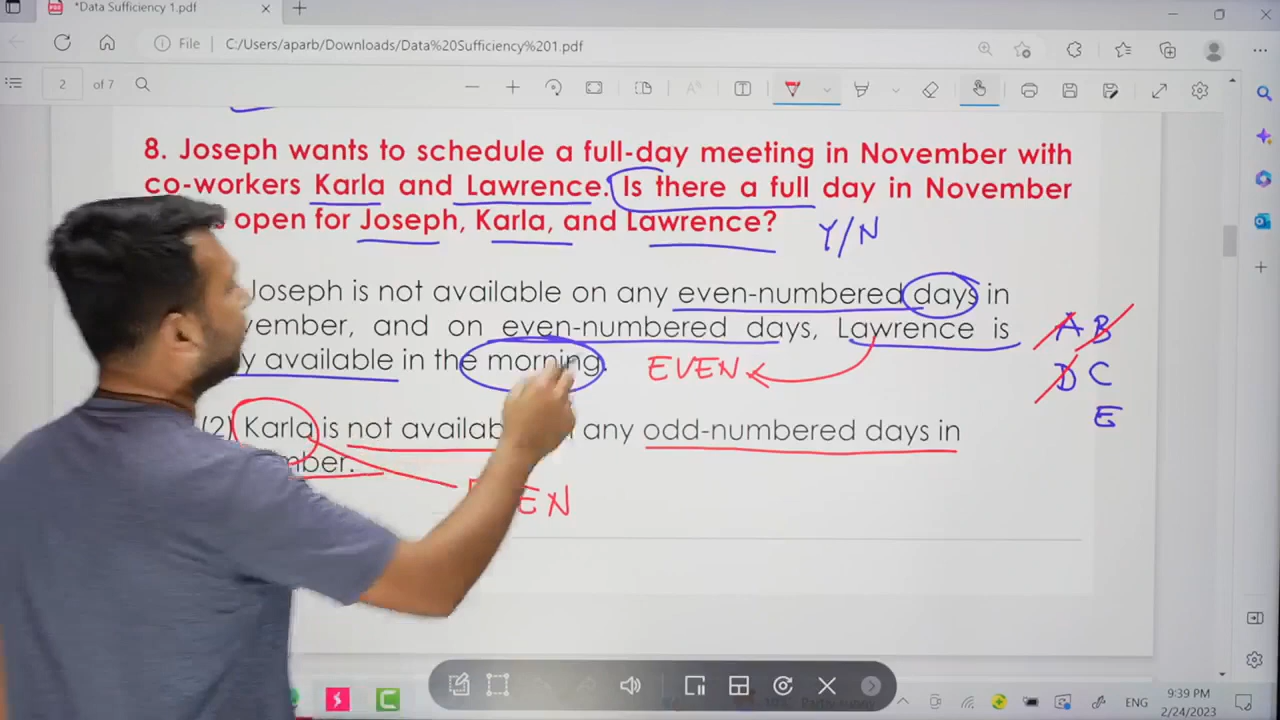 *Data Sufficiency 1.pdf
File
C:/Users/aparb/Downloads/Data%20Sufficiency%201.pdf
2 of 7
8. Joseph wants to schedule a full-day meeting in November with
co-workers Karla and Lawrence. Is there a full day in November
open for Joseph, Karla, and Lawrence?
Y/N
Joseph is not available on any even-numbered days in
and on even-numbered days, Lawrence is
available in the morning.
EVEN
A B
D C
E
(2) Karla is not any odd-numbered days in
ENG
9:39 PM
2/24/2023